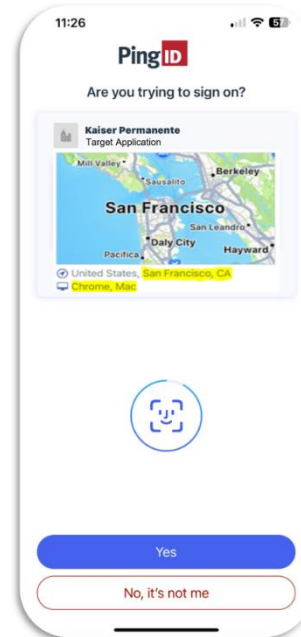 11:26
57
PingID
Are you trying to sign on?
Kaiser Permanente
Target Application
Mill Valley
Sausalito
Berkeley
San Francisco
San Leandro
Daly City
Hayward
Pacifica
United States, San Francisco, CA
Chrome, Mac
Yes
No, it's not me